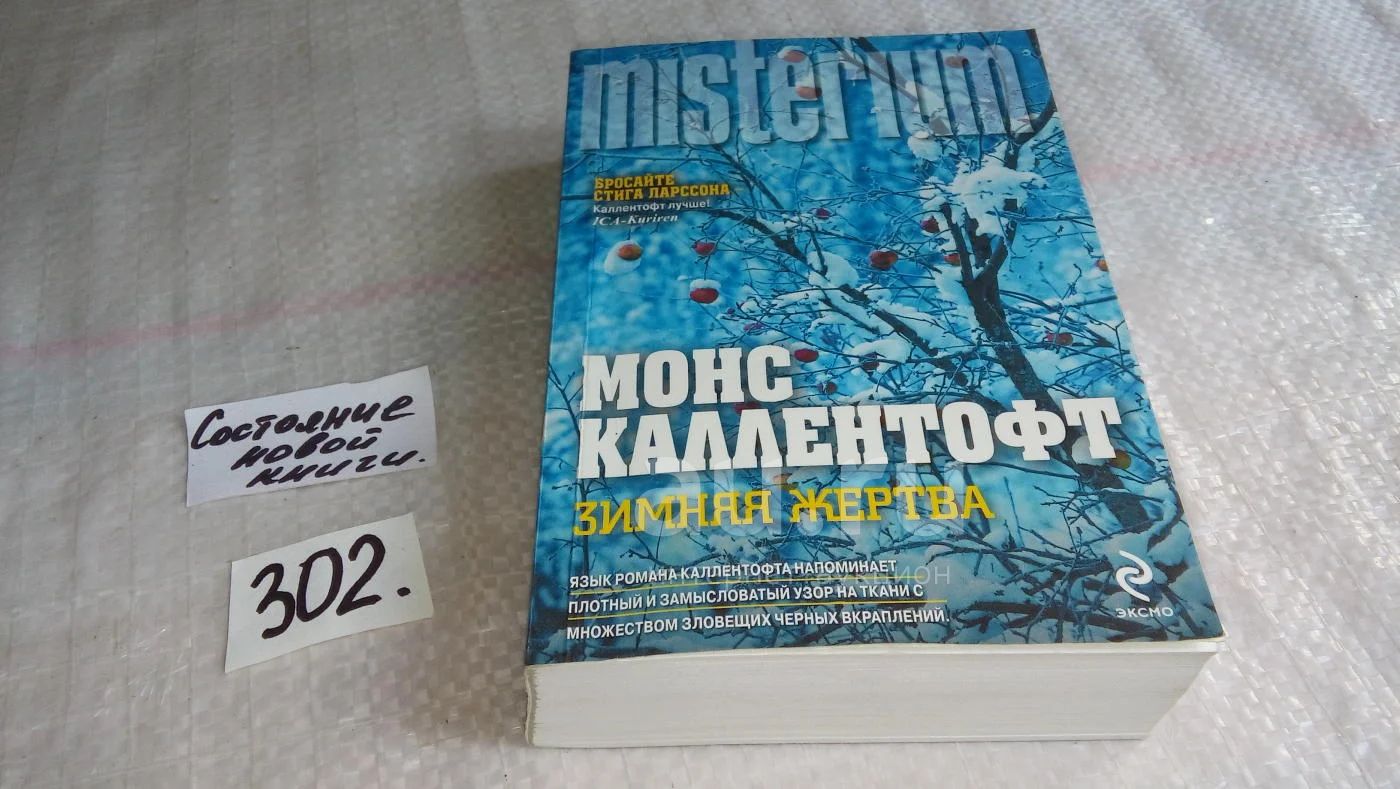 misterium
БРОСАЙТЕ
СТИГА ЛАРССОНА
Каллентофт лучше!
ICA-Kuriren
МОНС
КАЛЛЕНТОФТ
ЗИМНЯЯ ЖЕРТВА
ЯЗЫК РОМАНА КАЛЛЕНТОФТА НАПОМИНАЕТ
ПЛОТНЫЙ И ЗАМЫСЛОВАТЫЙ УЗОР НА ТКАНИ С
МНОЖЕСТВОМ ЗЛОВЕЩИХ ЧЕРНЫХ ВКРАПЛЕНИЙ.
ЭКСМО
Состояние
новой
книги.
302.